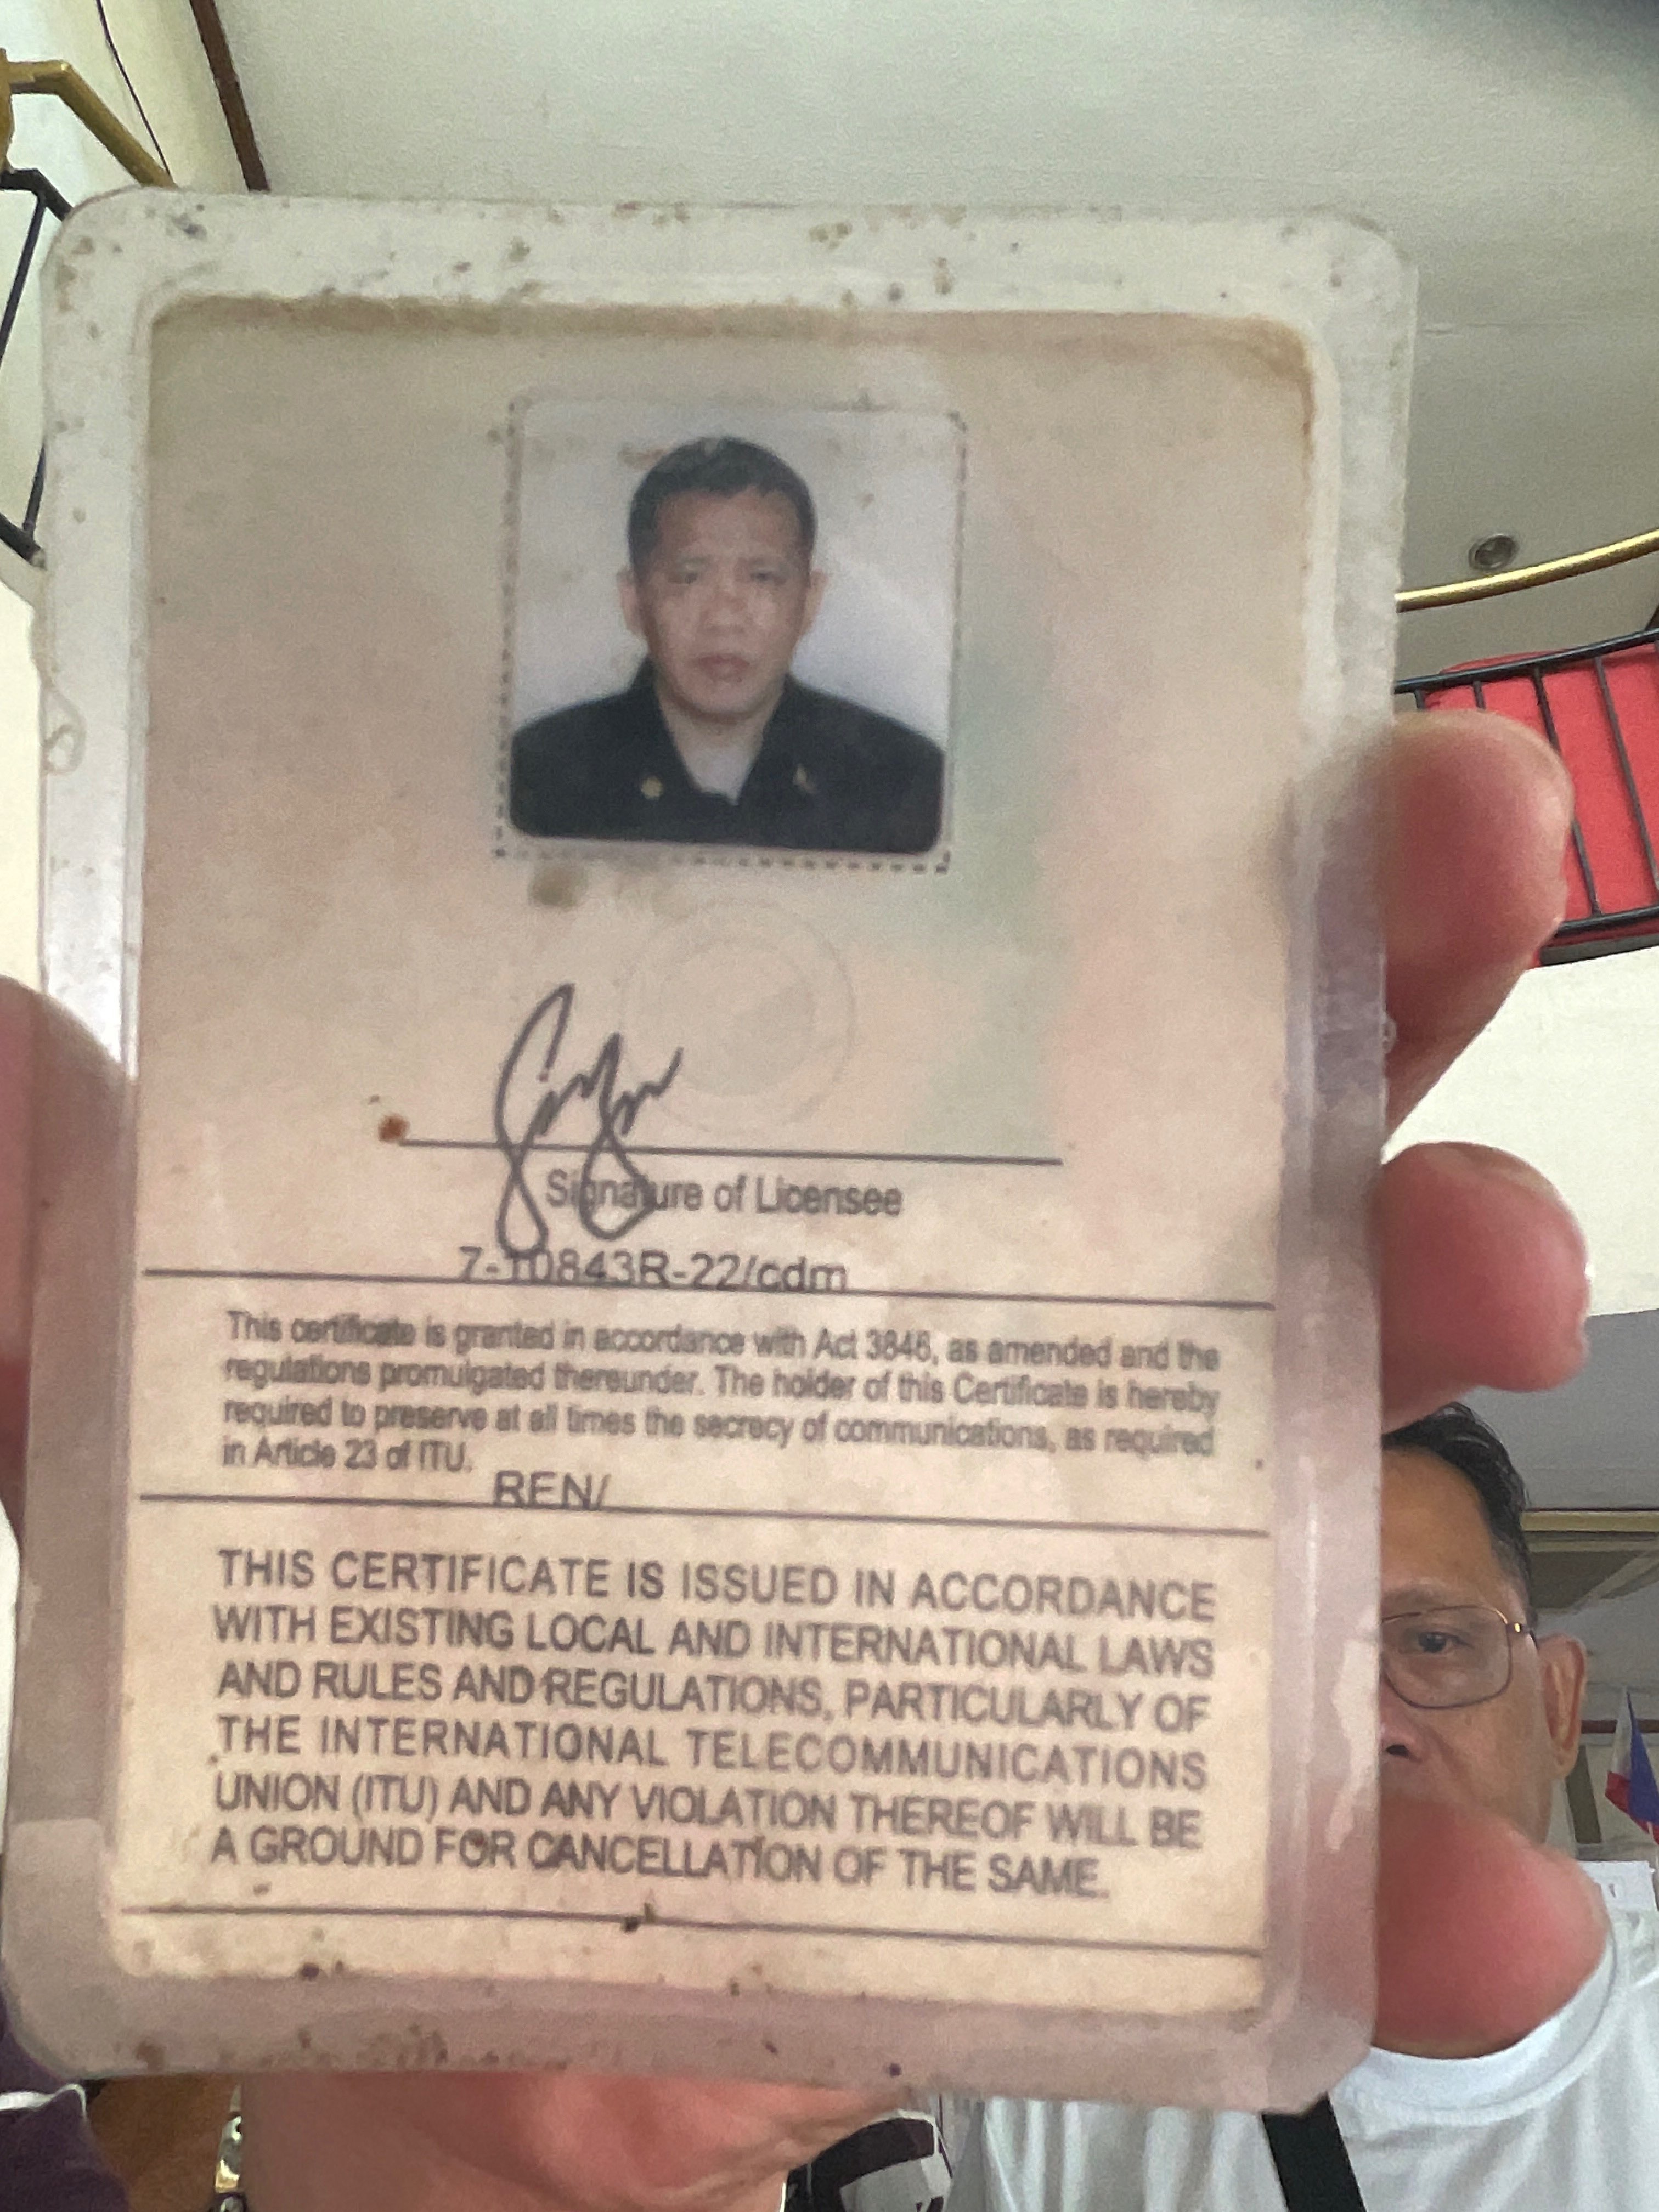 Signature of Licensee
7-10843R-22/cdm
This certificate is granted in accordance with Act 3846, as amended and the
regulations promulgated thereunder. The holder of this Certificate is hereby
required to preserve at all times the secrecy of communications, as required
in Article 23 of ITU.
REN/
THIS CERTIFICATE IS ISSUED IN ACCORDANCE
WITH EXISTING LOCAL AND INTERNATIONAL LAWS
AND RULES AND REGULATIONS, PARTICULARLY OF
THE INTERNATIONAL TELECOMMUNICATIONS
UNION (ITU) AND ANY VIOLATION THEREOF WILL BE
A GROUND FOR CANCELLATION OF THE SAME.